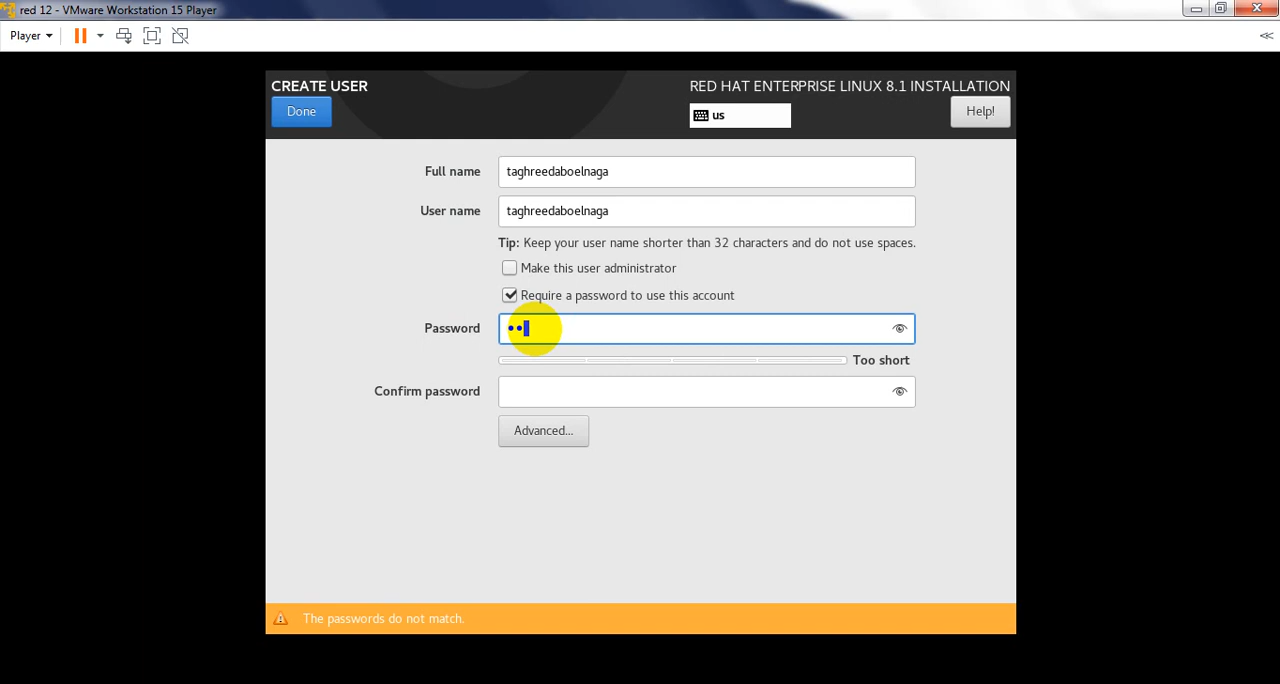 red 12 - VMware Workstation 15 Player
Player
CREATE USER
RED HAT ENTERPRISE LINUX 8.1 INSTALLATION
Done
us
Help!
Full name
taghreedaboelnaga
User name
taghreedaboelnaga
Tip: Keep your user name shorter than 32 characters and do not use spaces.
Make this user administrator
Require a password to use this account
Password
••
Too short
Confirm password
Advanced...
The passwords do not match.